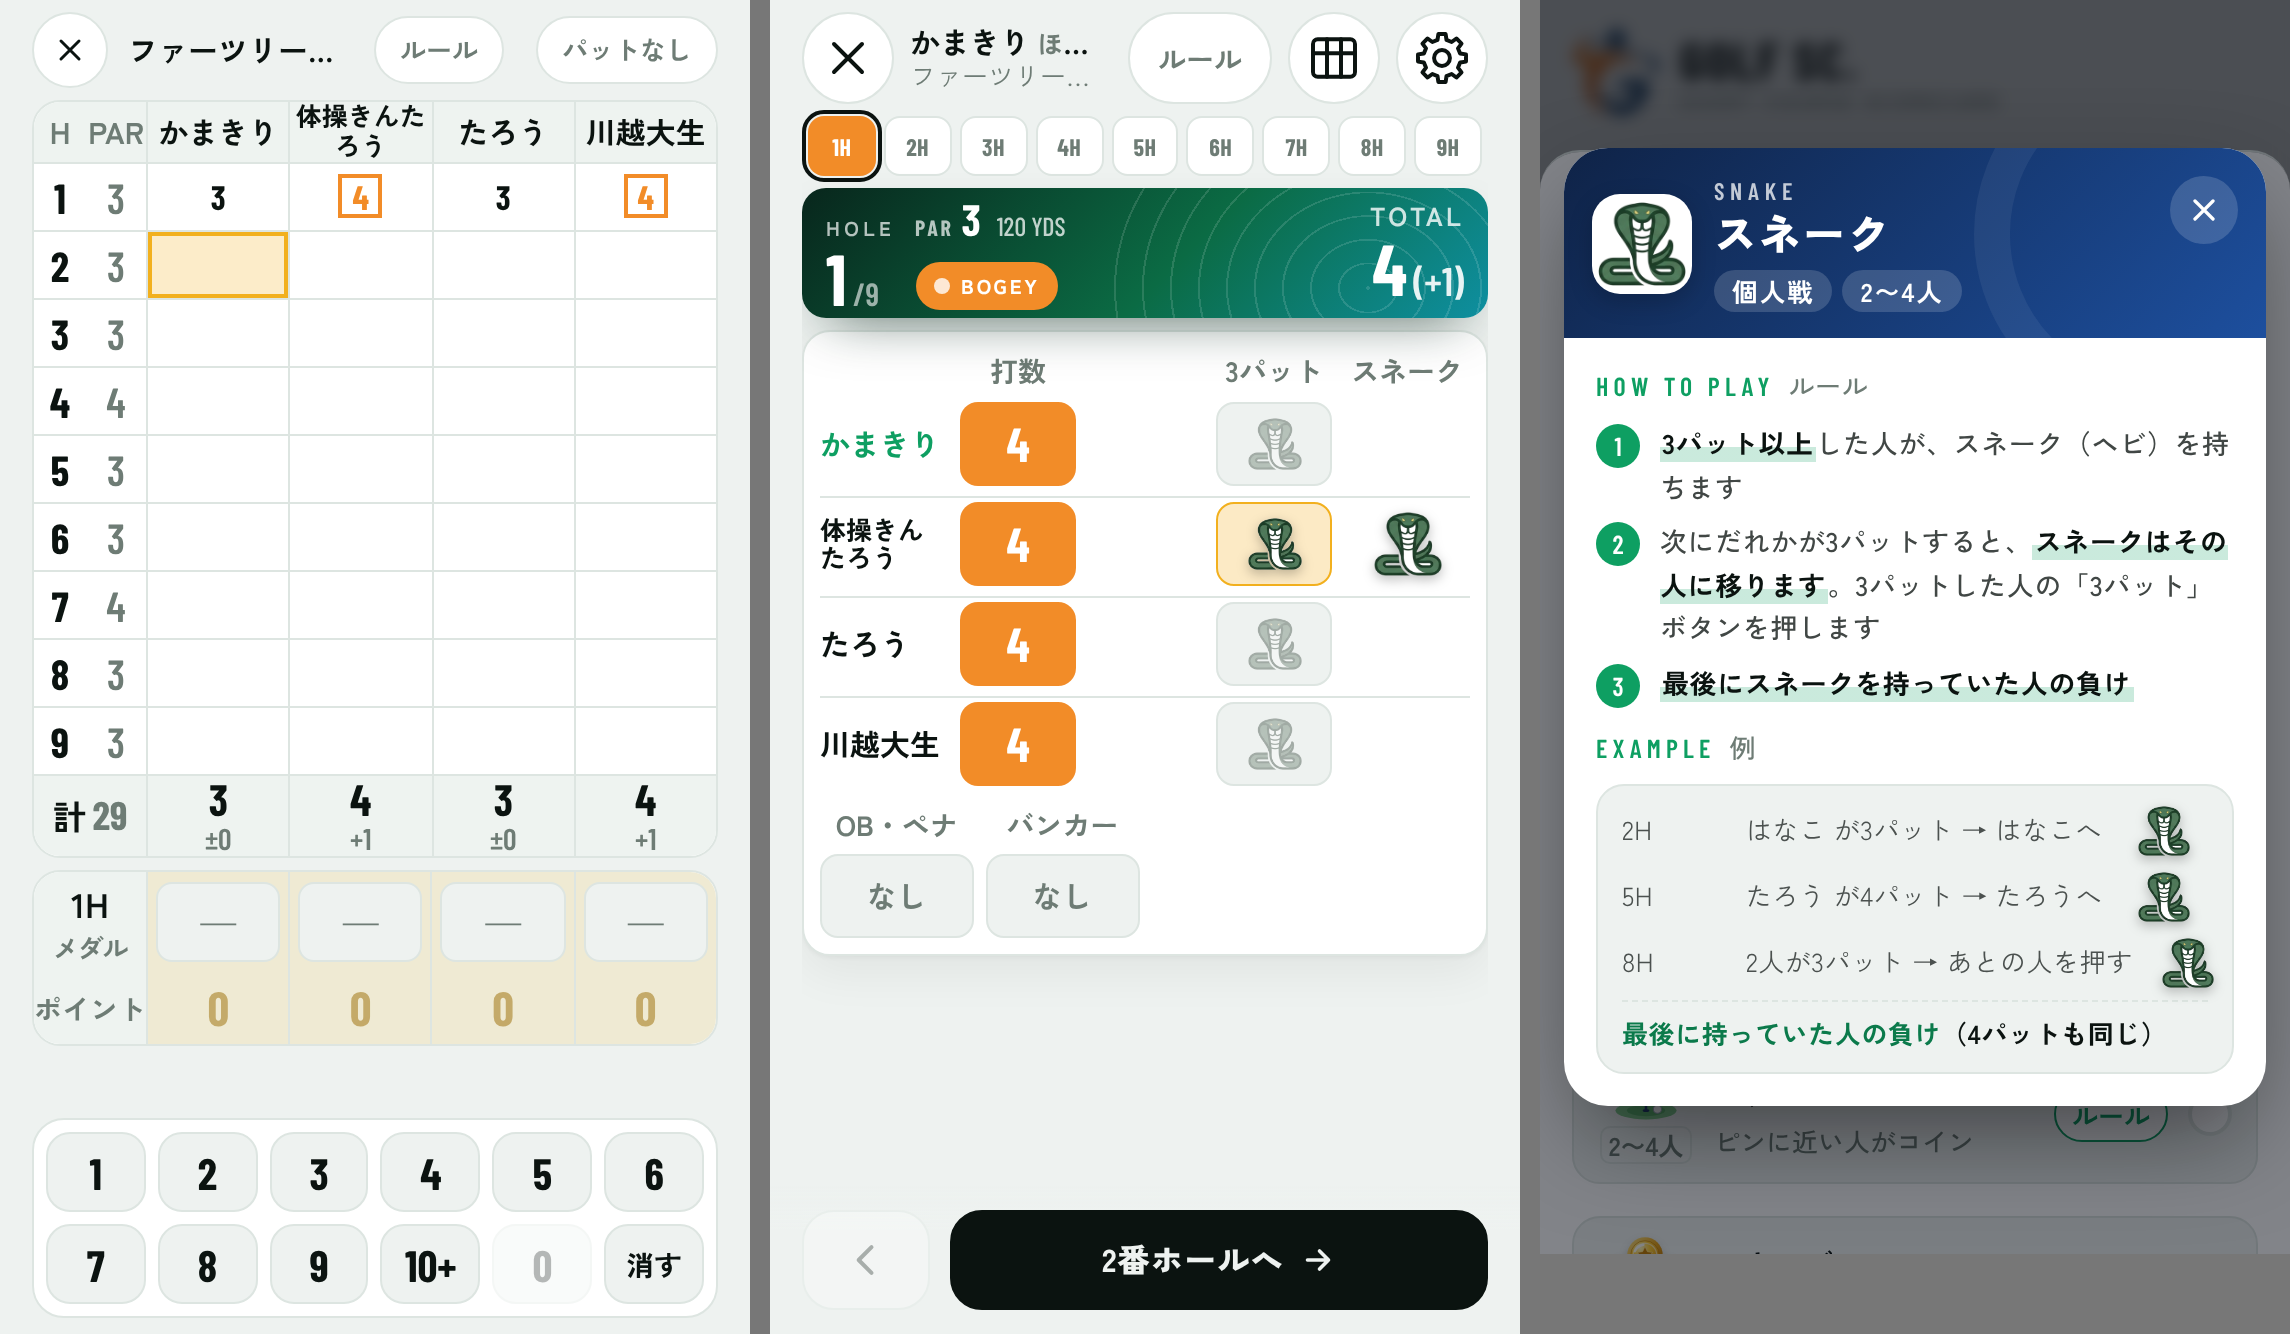 ファーツリー...
ルール
パットなし
H PAR かまきり 体操きんたろう たろう 川越大生
1 3 3 4 3 4
2 3
3 3
4 4
5 3
6 3
7 4
8 3
9 3
計 29 3 4 3 4
±0 +1 ±0 +1
1H
メダル — — — —
ポイント 0 0 0 0
1 2 3 4 5 6
7 8 9 10+ 0 消す
かまきり ほ...
ファーツリー...
ルール
1H 2H 3H 4H 5H 6H 7H 8H 9H
HOLE PAR 3 120 YDS TOTAL
1/9 BOGEY 4(+1)
打数 3パット スネーク
かまきり 4
体操きん
たろう 4
たろう 4
川越大生 4
OB・ペナ バンカー
なし なし
2番ホールへ →
GOLF
SNAKE
スネーク
個人戦 2〜4人
HOW TO PLAY ルール
1 3パット以上した人が、スネーク（ヘビ）を持
ちます
2 次にだれかが3パットすると、スネークはその
人に移ります。3パットした人の「3パット」
ボタンを押します
3 最後にスネークを持っていた人の負け
EXAMPLE 例
2H はなこ が3パット → はなこへ
5H たろう が4パット → たろうへ
8H 2人が3パット → あとの人を押す
最後に持っていた人の負け（4パットも同じ）
ルール
2〜4人 ピンに近い人がコイン